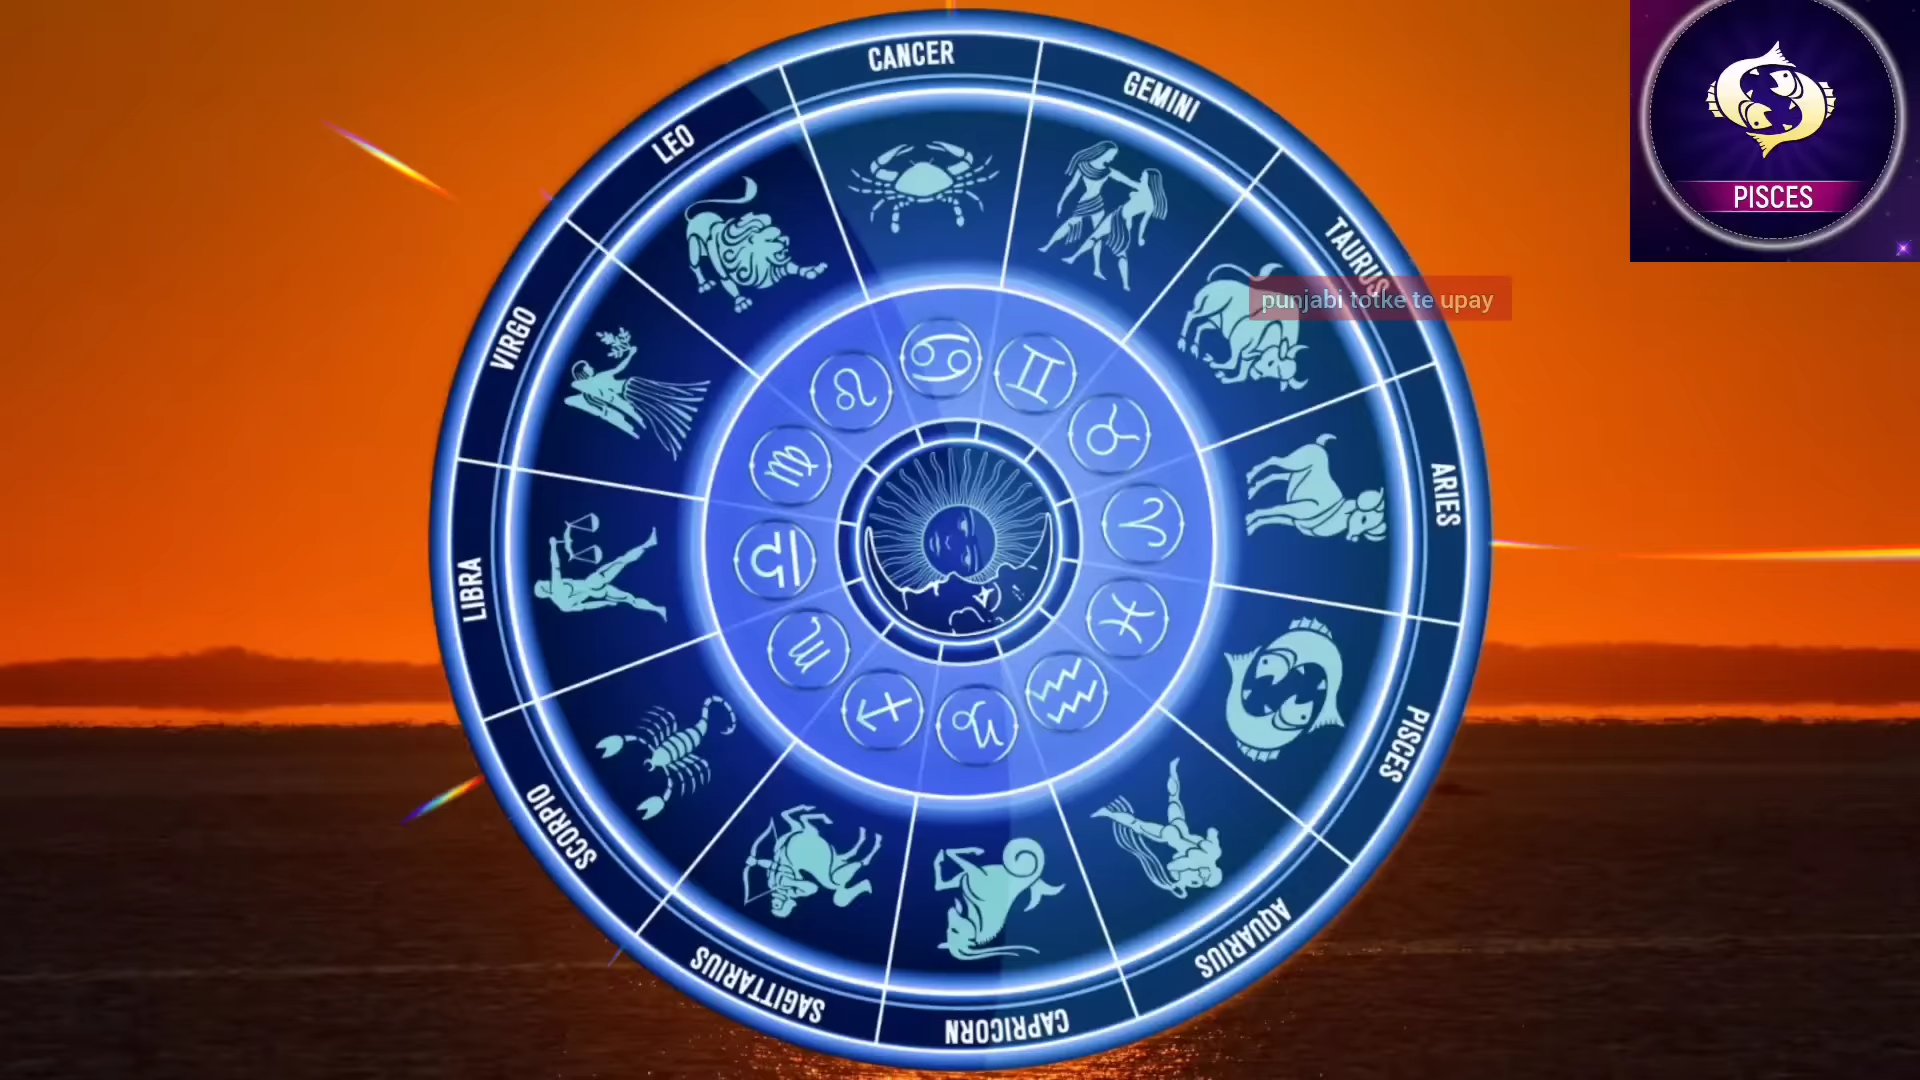 CANCER
GEMINI
LEO
TAURUS
VIRGO
ARIES
LIBRA
PISCES
SCORPIO
AQUARIUS
SAGITTARIUS
CAPRICORN
PISCES
punjabi totke te upay